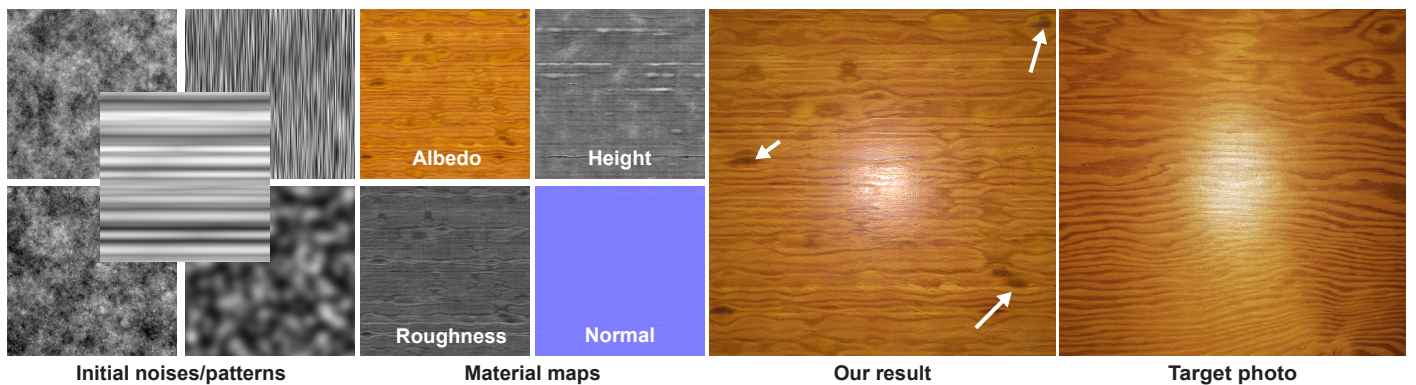 Albedo
Height
Roughness
Normal
Initial noises/patterns
Material maps
Our result
Target photo